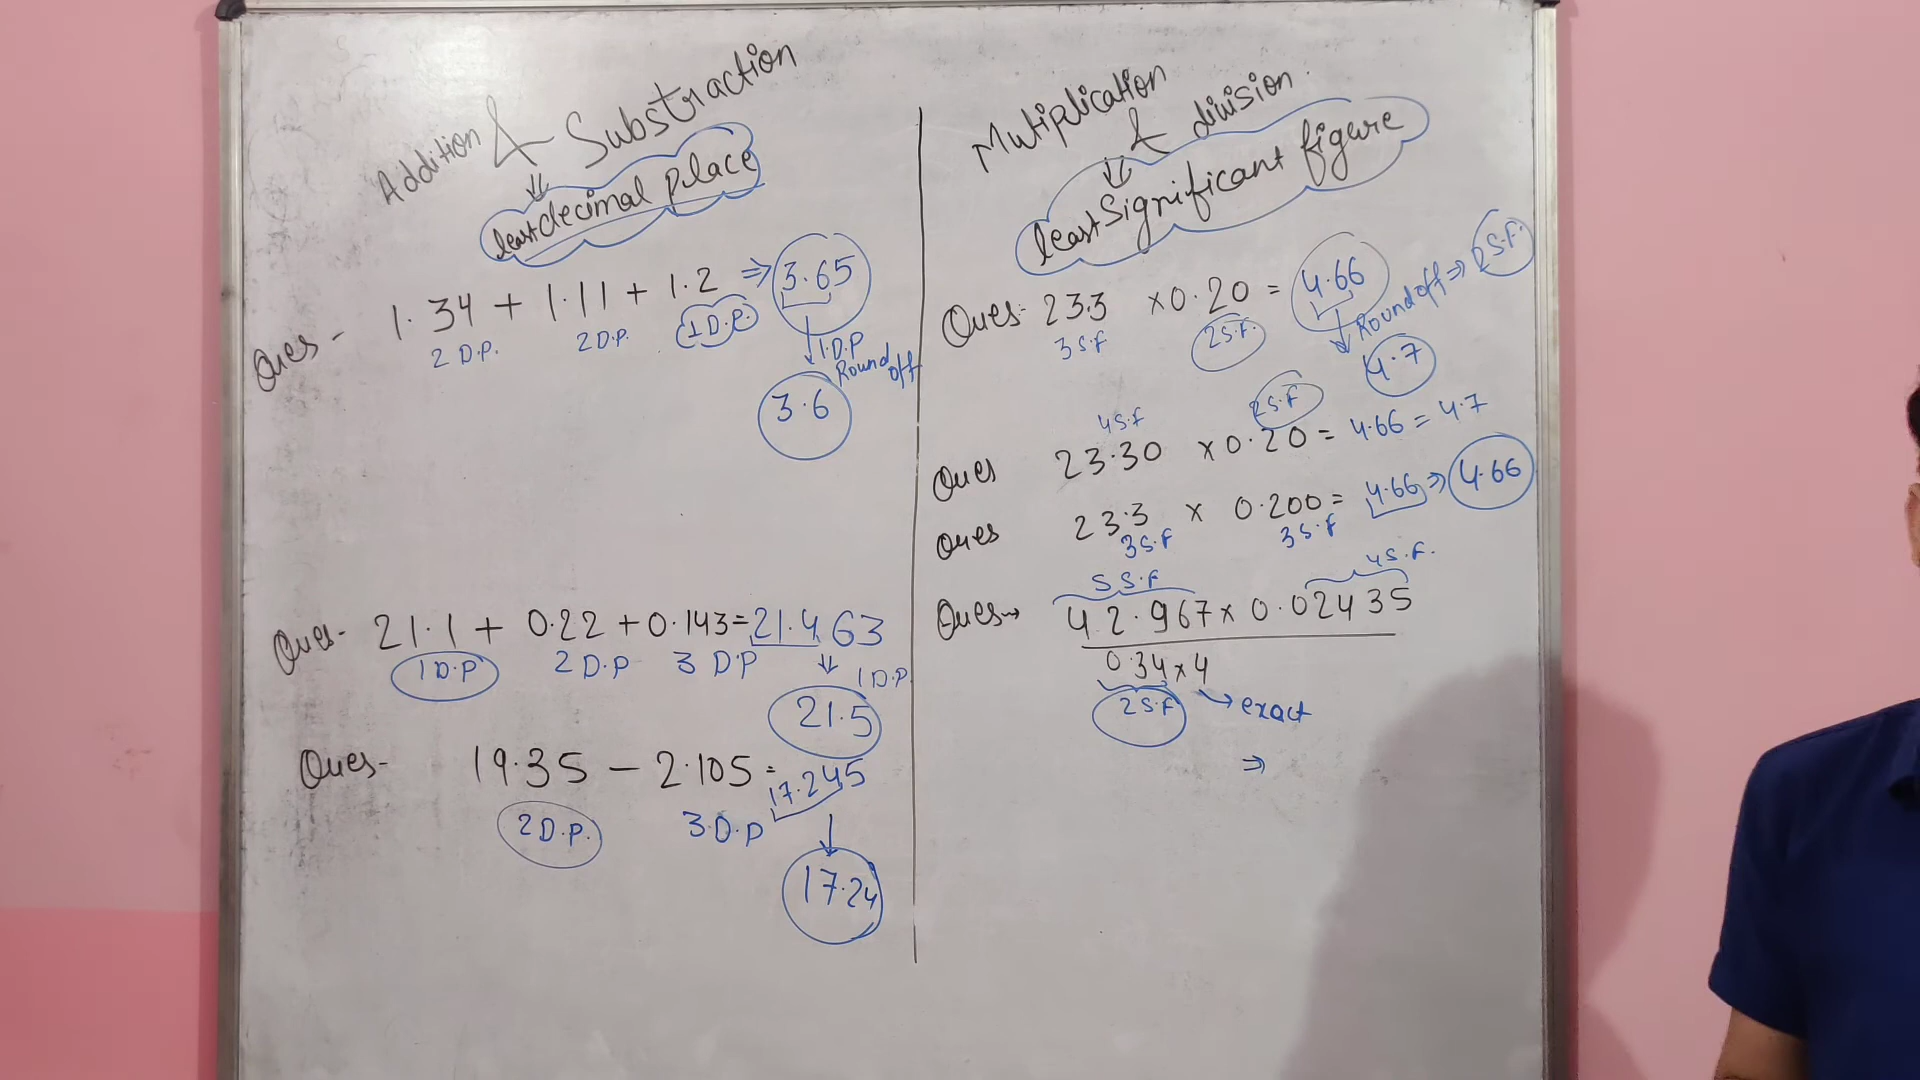 Addition & Substraction
⇓
least decimal place
Ques - 1.34 + 1.11 + 1.2 ⇒ 3.65
2 D.P. 2 D.P. 1 D.P.
↓ 1.D.P
Round off
3.6
Ques- 21.1 + 0.22 + 0.143 = 21.463
1 D.P 2 D.P 3 D.P
⇓ 1 D.P.
21.5
Ques- 19.35 - 2.105 = 17.245
2 D.P. 3.D.P
↓
17.24
Mutiplication & division
⇓
least Significant figure
Ques- 23.3 × 0.20 = 4.66
3 S.F 2 S.F.
Round off ⇒ 2 S.F.
4.7
4 S.F 2 S.F
Ques 23.30 × 0.20 = 4.66 = 4.7
Ques 23.3 × 0.200 = 4.66 ⇒ 4.66
3 S.F 3 S.F
5 S.F 4 S.F.
Ques→ 42.967 × 0.02435
0.34 × 4
2 S.F → exact
⇒